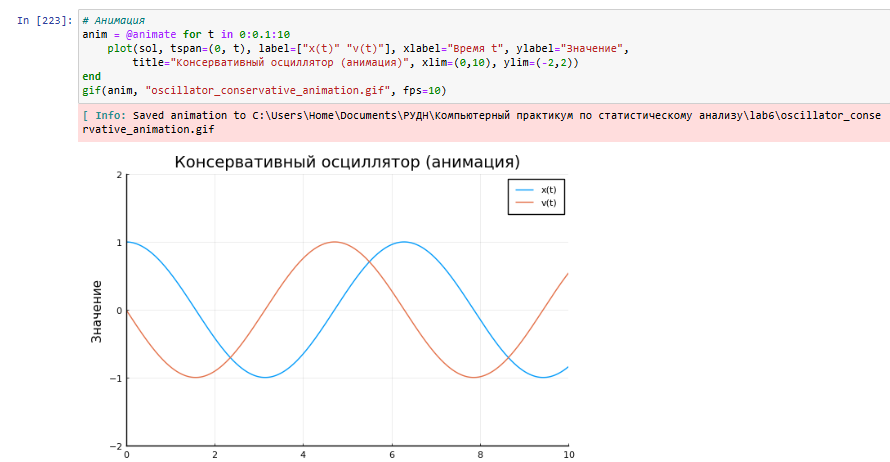 In [223]:
# Анимация
anim = @animate for t in 0:0.1:10
plot(sol, tspan=(0, t), label=["x(t)" "v(t)"], xlabel="Время t", ylabel="Значение",
title="Консервативный осциллятор (анимация)", xlim=(0,10), ylim=(-2,2))
end
gif(anim, "oscillator_conservative_animation.gif", fps=10)
[ Info: Saved animation to C:\Users\Home\Documents\РУДН\Компьютерный практикум по статистическому анализу\lab6\oscillator_conse
rvative_animation.gif
Консервативный осциллятор (анимация)
x(t)
v(t)
Значение
2
1
0
−1
−2
0 2 4 6 8 10